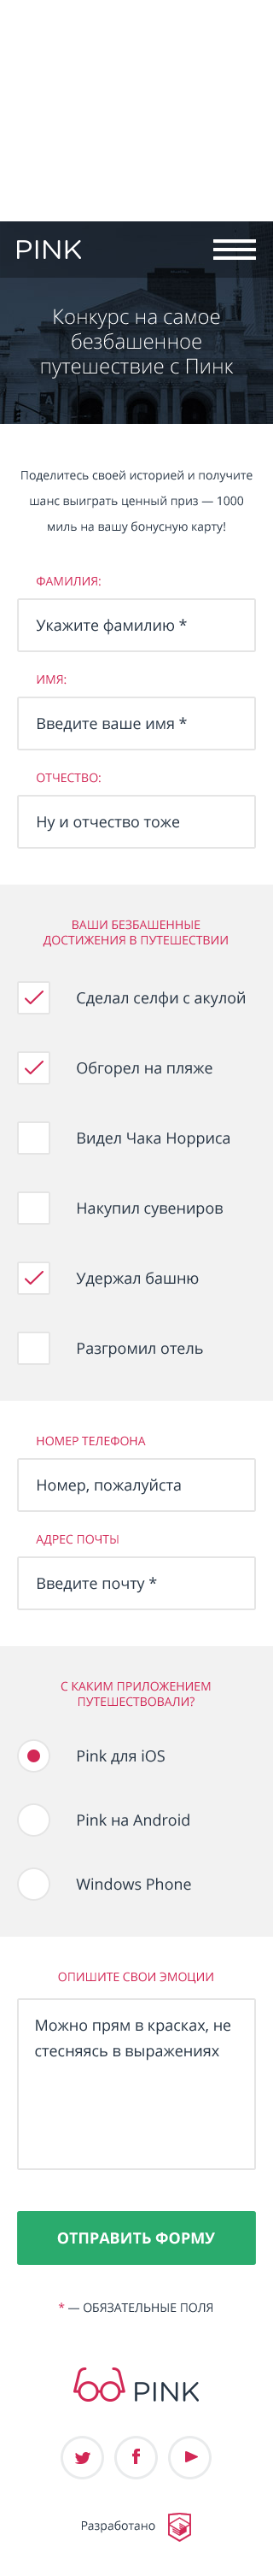 PINK
Конкурс на самое
безбашенное
путешествие с Пинк
Поделитесь своей историей и получите
шанс выиграть ценный приз — 1000
миль на вашу бонусную карту!
ФАМИЛИЯ:
Укажите фамилию *
ИМЯ:
Введите ваше имя *
ОТЧЕСТВО:
Ну и отчество тоже
ВАШИ БЕЗБАШЕННЫЕ
ДОСТИЖЕНИЯ В ПУТЕШЕСТВИИ
Сделал селфи с акулой
Обгорел на пляже
Видел Чака Норриса
Накупил сувениров
Удержал башню
Разгромил отель
НОМЕР ТЕЛЕФОНА
Номер, пожалуйста
АДРЕС ПОЧТЫ
Введите почту *
С КАКИМ ПРИЛОЖЕНИЕМ
ПУТЕШЕСТВОВАЛИ?
Pink для iOS
Pink на Android
Windows Phone
ОПИШИТЕ СВОИ ЭМОЦИИ
Можно прям в красках, не
стесняясь в выражениях
ОТПРАВИТЬ ФОРМУ
* — ОБЯЗАТЕЛЬНЫЕ ПОЛЯ
PINK
Разработано